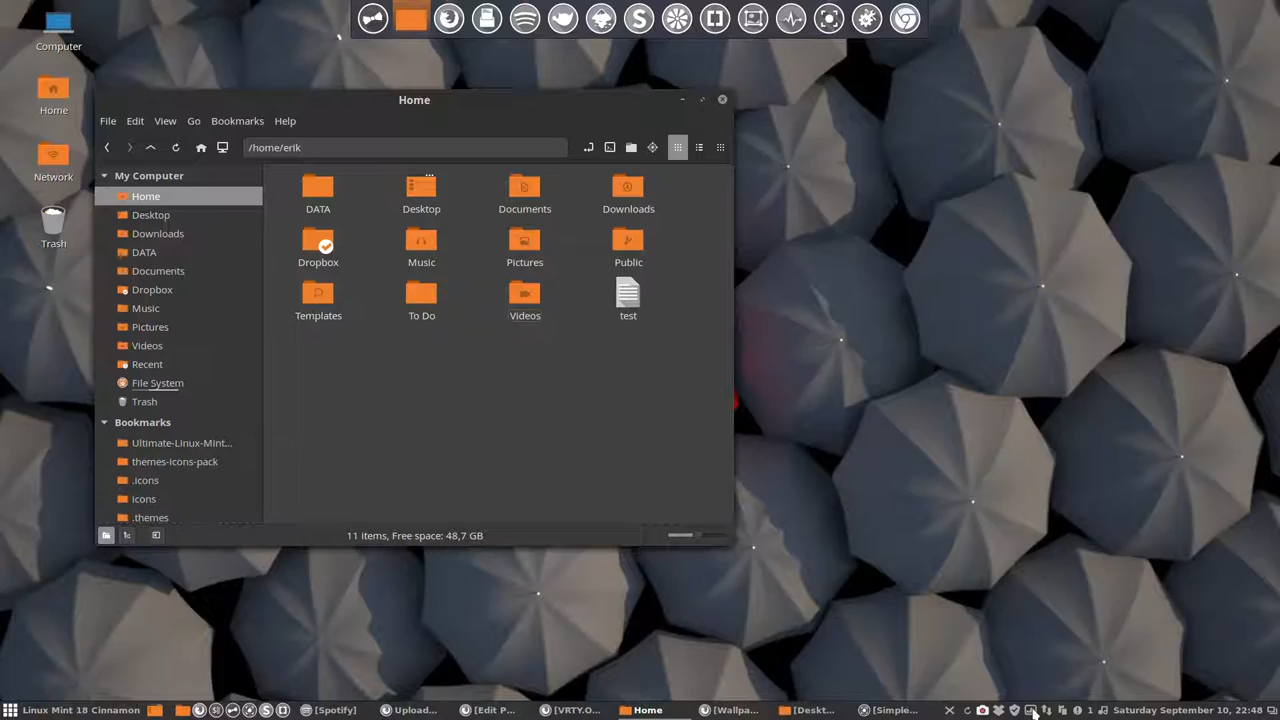 Computer
Home
Network
Trash
Home
File Edit View Go Bookmarks Help
/home/erik
My Computer
Home
Desktop
Downloads
DATA
Documents
Dropbox
Music
Pictures
Videos
Recent
File System
Trash
Bookmarks
Ultimate-Linux-Mint...
themes-icons-pack
.icons
icons
.themes
DATA Desktop Documents Downloads
Dropbox Music Pictures Public
Templates To Do Videos test
11 items, Free space: 48,7 GB
Linux Mint 18 Cinnamon [Spotify] Upload... [Edit P... [VRTY.O... Home [Wallpa... [Deskt... [Simple... 1 Saturday September 10, 22:48